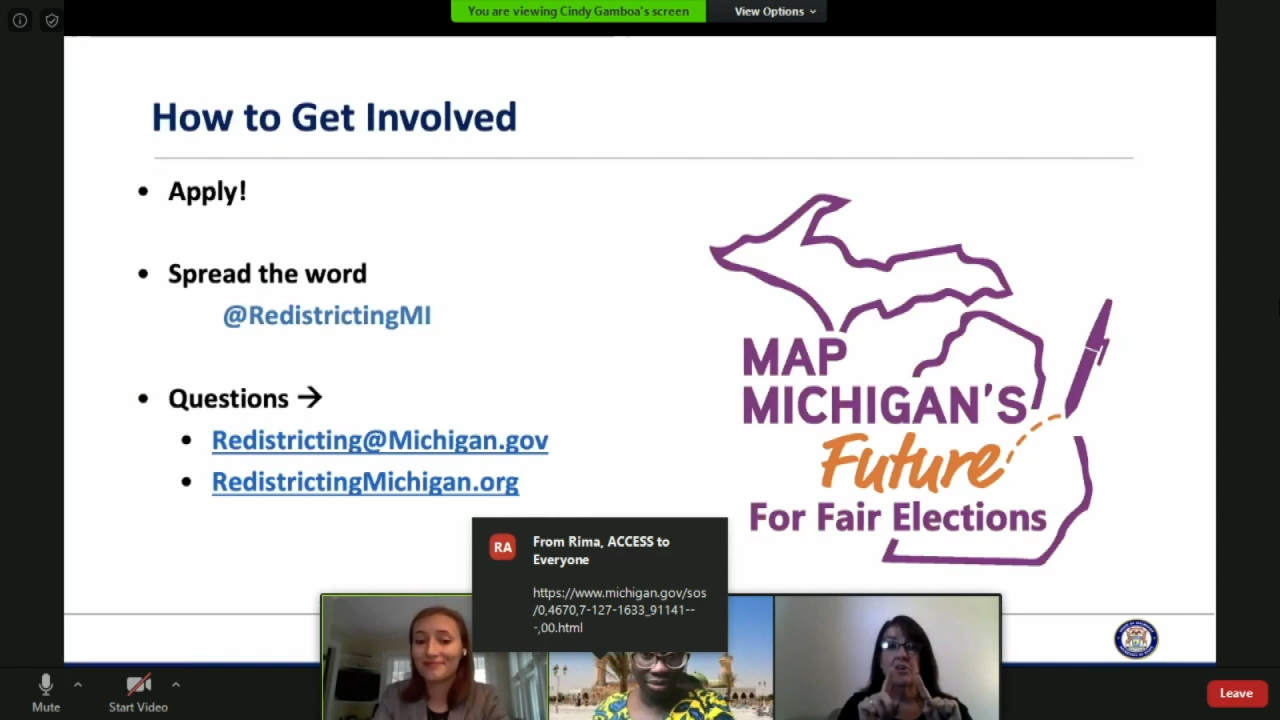 You are viewing Cindy Gamboa's screen
View Options
How to Get Involved
• Apply!
• Spread the word
@RedistrictingMI
• Questions →
• Redistricting@Michigan.gov
• RedistrictingMichigan.org
MAP
MICHIGAN'S
Future
For Fair Elections
RA
From Rima, ACCESS to
Everyone
https://www.michigan.gov/sos
/0,4670,7-127-1633_91141--
-,00.html
Mute
Start Video
Leave